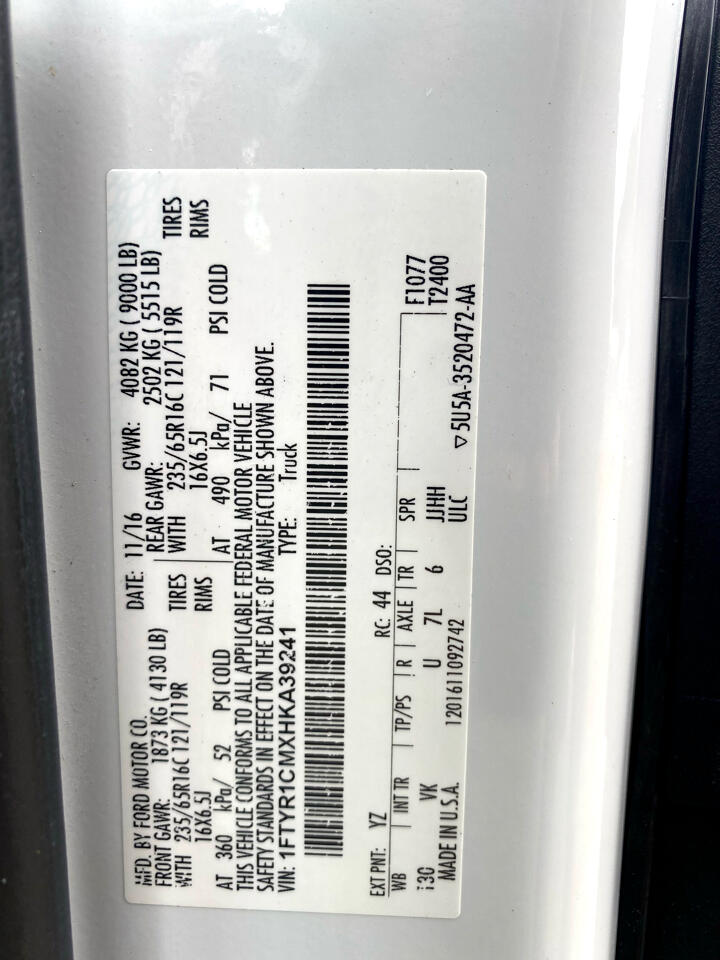 MFD. BY FORD MOTOR CO. DATE: 11/16 GVWR: 4082 KG ( 9000 LB)
FRONT GAWR: 1873 KG ( 4130 LB) REAR GAWR: 2502 KG ( 5515 LB)
WITH 235/65R16C 121/119R TIRES WITH 235/65R16C 121/119R TIRES
16X6.5J RIMS 16X6.5J RIMS
AT 360 kPa/ 52 PSI COLD AT 490 kPa/ 71 PSI COLD
THIS VEHICLE CONFORMS TO ALL APPLICABLE FEDERAL MOTOR VEHICLE
SAFETY STANDARDS IN EFFECT ON THE DATE OF MANUFACTURE SHOWN ABOVE.
VIN: 1FTYR1CMXHKA39241 TYPE: Truck
EXT PNT: YZ RC: 44 DSO:
WB INT TR TP/PS R AXLE TR SPR F1077
130 VK U 7L 6 JJHH T2400
MADE IN U.S.A. 1201611092742 ULC ▽5U5A-3520472-AA